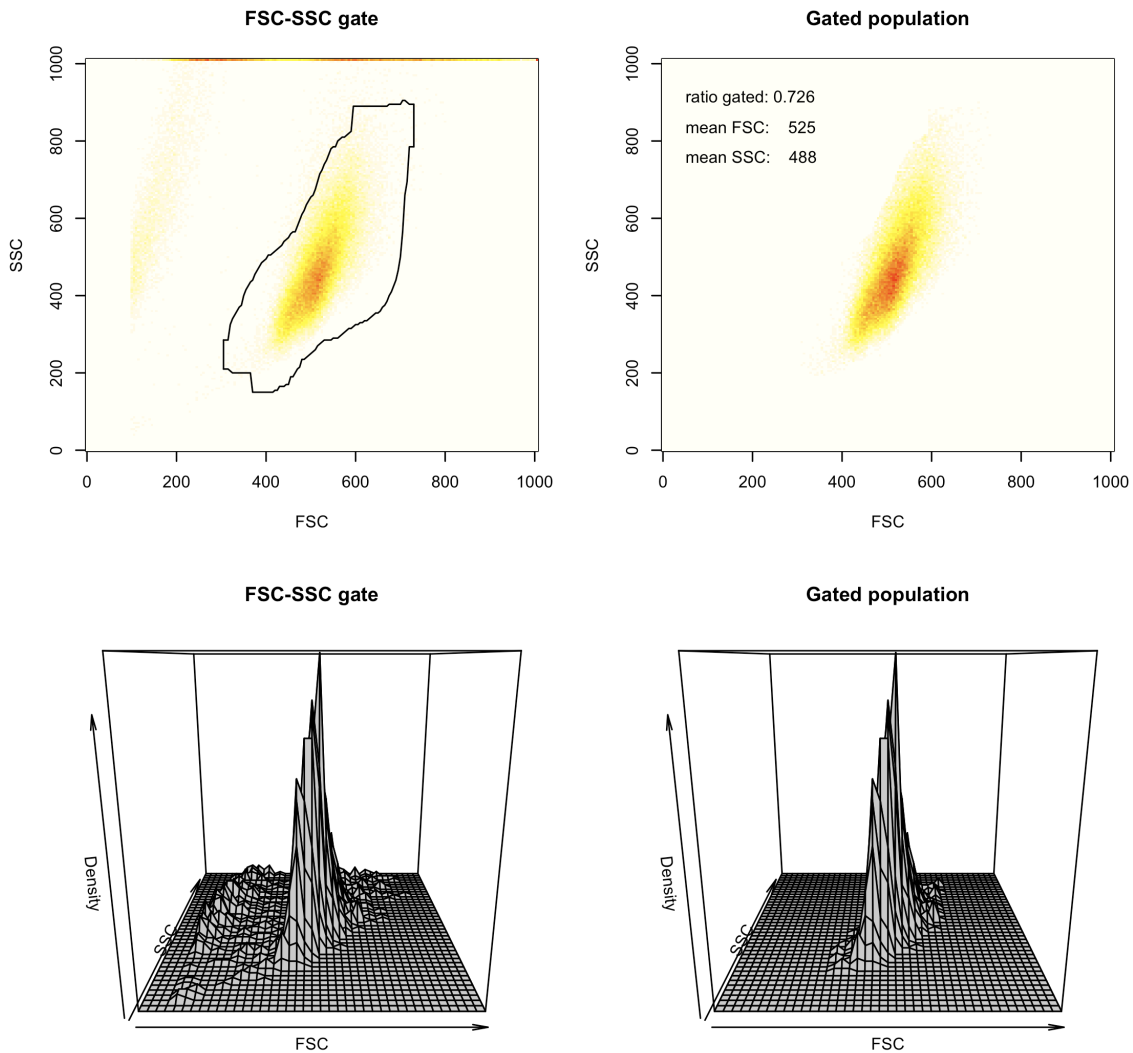 FSC-SSC gate
1000
800
600
400
200
0
SSC
0 200 400 600 800 1000
FSC
Gated population
ratio gated: 0.726
mean FSC: 525
mean SSC: 488
1000
800
600
400
200
0
SSC
0 200 400 600 800 1000
FSC
FSC-SSC gate
Density
SSC
FSC
Gated population
Density
SSC
FSC